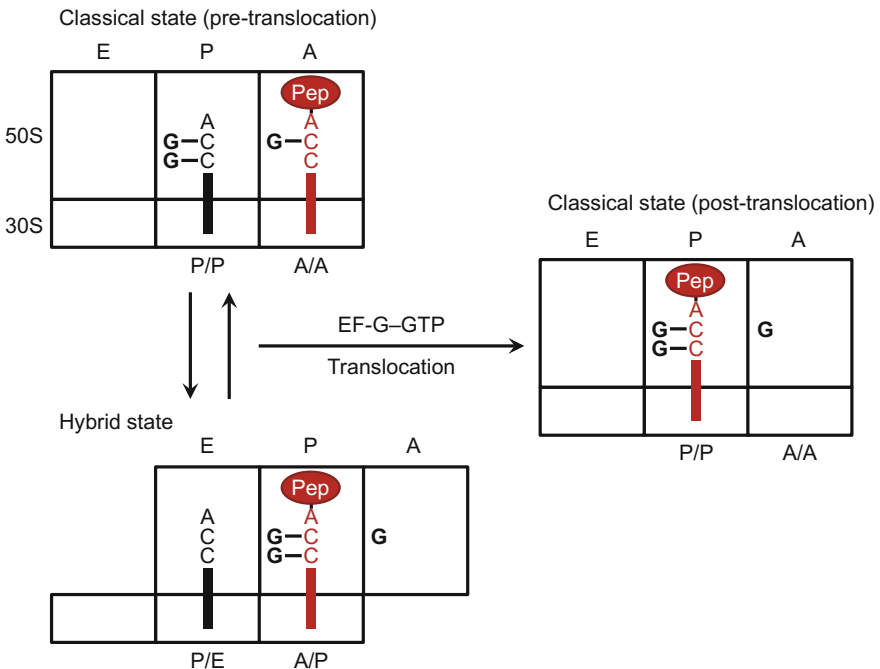 Classical state (pre-translocation)
E P A
Pep
A A
50S G C G C
G C C
30S
P/P A/A
Classical state (post-translocation)
E P A
Pep
A
G C G
G C
P/P A/A
EF-G–GTP
Translocation
Hybrid state
E P A
Pep
A A
C G C G
C G C
P/E A/P